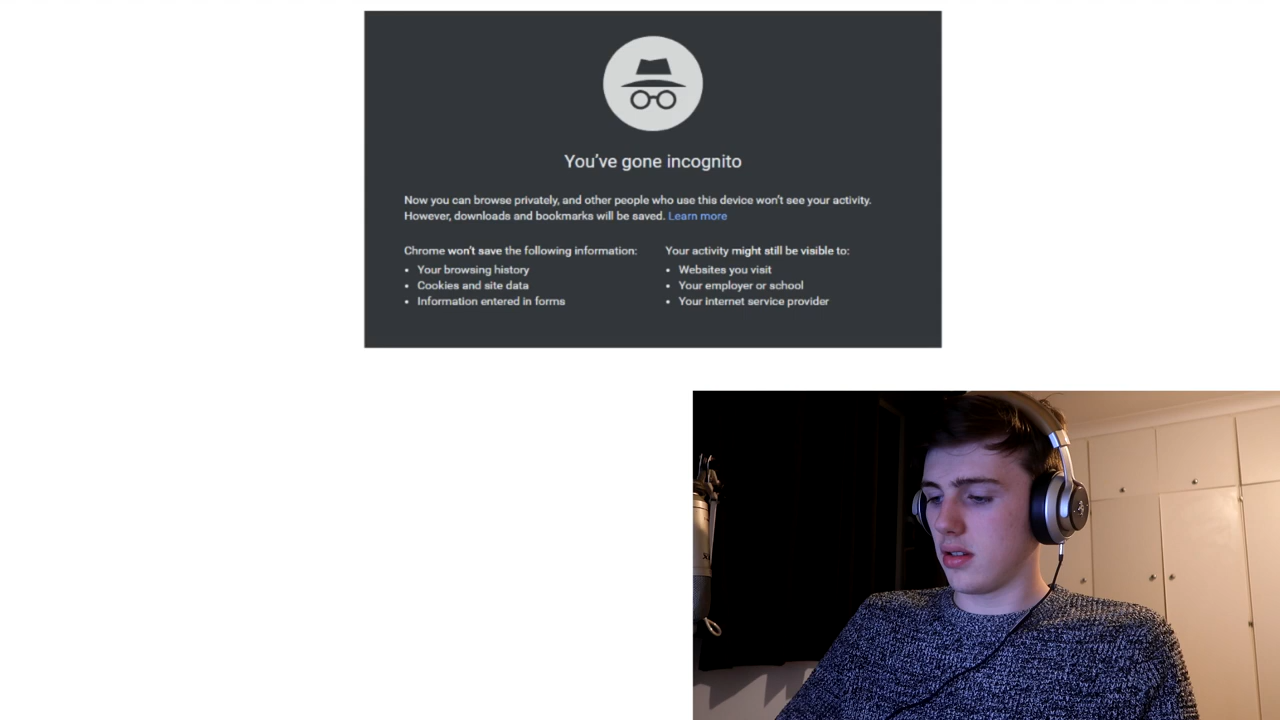 You've gone incognito
Now you can browse privately, and other people who use this device won't see your activity.
However, downloads and bookmarks will be saved. Learn more
Chrome won't save the following information:
• Your browsing history
• Cookies and site data
• Information entered in forms
Your activity might still be visible to:
• Websites you visit
• Your employer or school
• Your internet service provider